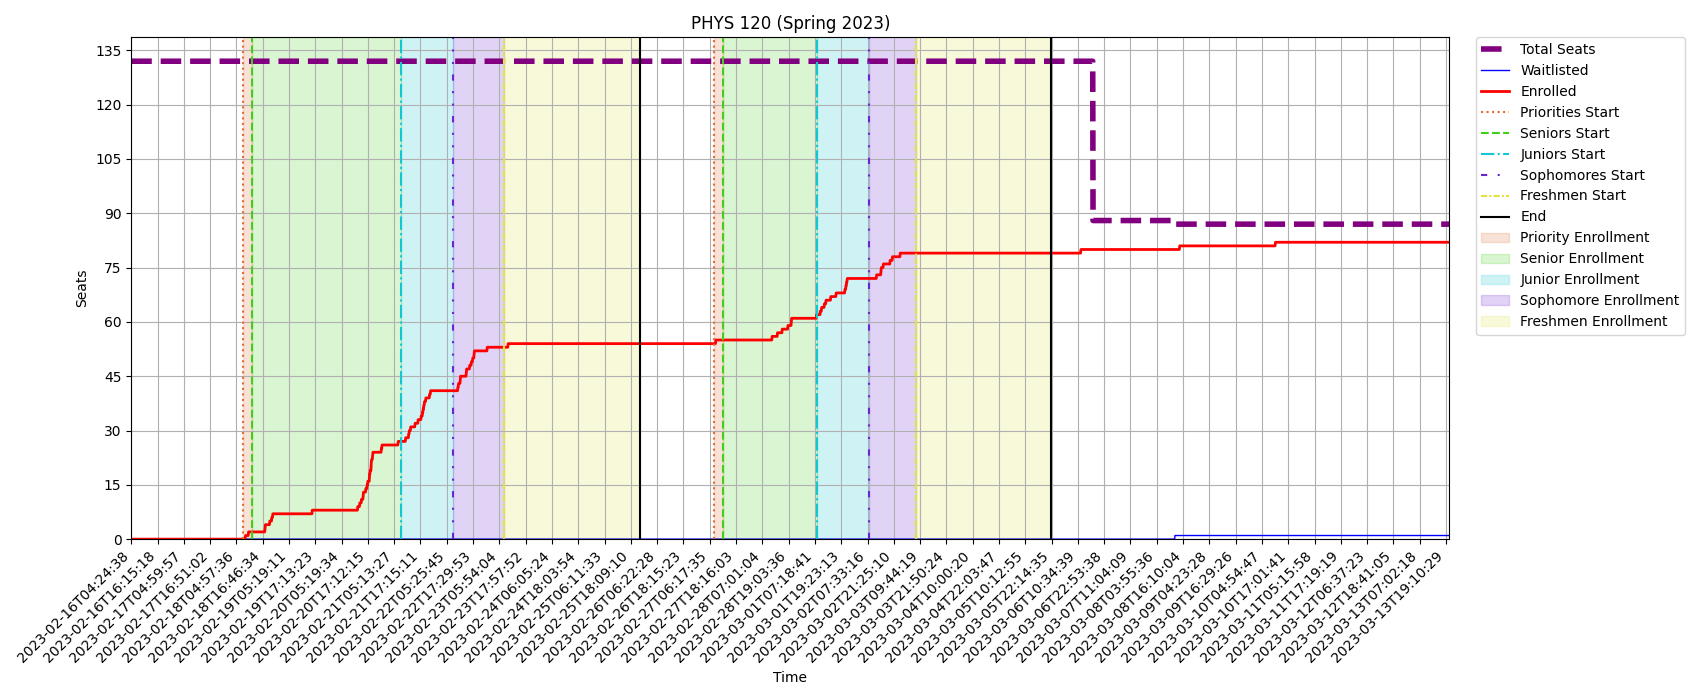 PHYS 120 (Spring 2023)
135
120
105
90
75
60
45
30
15
0
Seats
2023-02-16T04:24:38
2023-02-16T16:15:18
2023-02-17T04:59:57
2023-02-17T16:51:02
2023-02-18T04:57:36
2023-02-18T16:46:34
2023-02-19T05:19:11
2023-02-19T17:13:23
2023-02-20T05:19:34
2023-02-20T17:12:15
2023-02-21T05:13:27
2023-02-21T17:15:11
2023-02-22T05:25:45
2023-02-22T17:29:53
2023-02-23T05:54:04
2023-02-23T17:57:52
2023-02-24T06:05:24
2023-02-24T18:03:54
2023-02-25T06:11:33
2023-02-25T18:09:10
2023-02-26T06:22:28
2023-02-26T18:15:23
2023-02-27T06:17:35
2023-02-27T18:16:03
2023-02-28T07:01:04
2023-02-28T19:03:36
2023-03-01T07:18:41
2023-03-01T19:23:13
2023-03-02T07:33:16
2023-03-02T21:25:10
2023-03-03T09:44:19
2023-03-03T21:50:24
2023-03-04T10:00:20
2023-03-04T22:03:47
2023-03-05T10:12:55
2023-03-05T22:14:35
2023-03-06T10:34:39
2023-03-06T22:53:38
2023-03-07T11:04:09
2023-03-08T03:55:36
2023-03-08T16:10:04
2023-03-09T04:23:28
2023-03-09T16:29:26
2023-03-10T04:54:47
2023-03-10T17:01:41
2023-03-11T05:15:58
2023-03-11T17:19:19
2023-03-12T06:37:23
2023-03-12T18:41:05
2023-03-13T07:02:18
2023-03-13T19:10:29
Time
Total Seats
Waitlisted
Enrolled
Priorities Start
Seniors Start
Juniors Start
Sophomores Start
Freshmen Start
End
Priority Enrollment
Senior Enrollment
Junior Enrollment
Sophomore Enrollment
Freshmen Enrollment